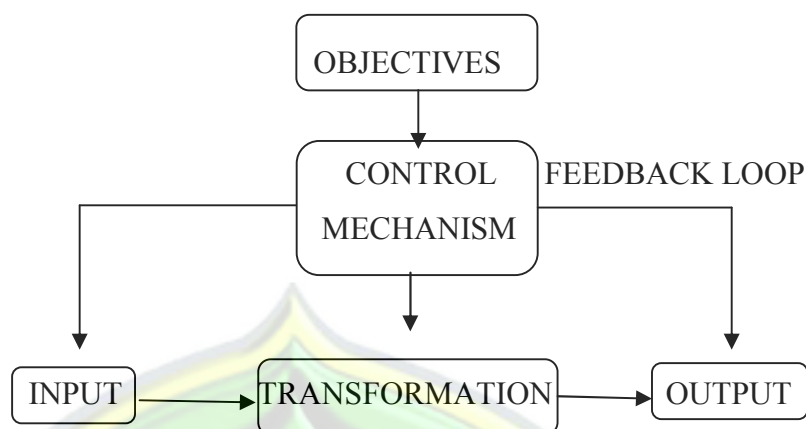 OBJECTIVES
CONTROL
MECHANISM
FEEDBACK LOOP
INPUT
TRANSFORMATION
OUTPUT